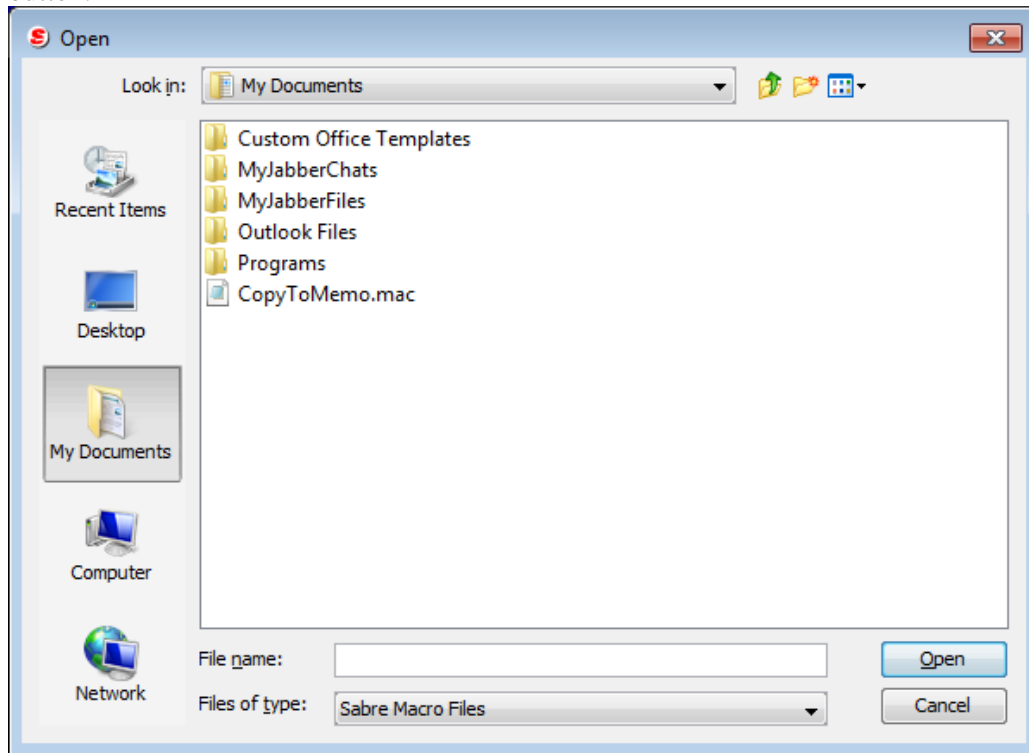 Open
Look in:
My Documents
Custom Office Templates
MyJabberChats
MyJabberFiles
Outlook Files
Programs
CopyToMemo.mac
Recent Items
Desktop
My Documents
Computer
Network
File name:
Open
Files of type:
Sabre Macro Files
Cancel